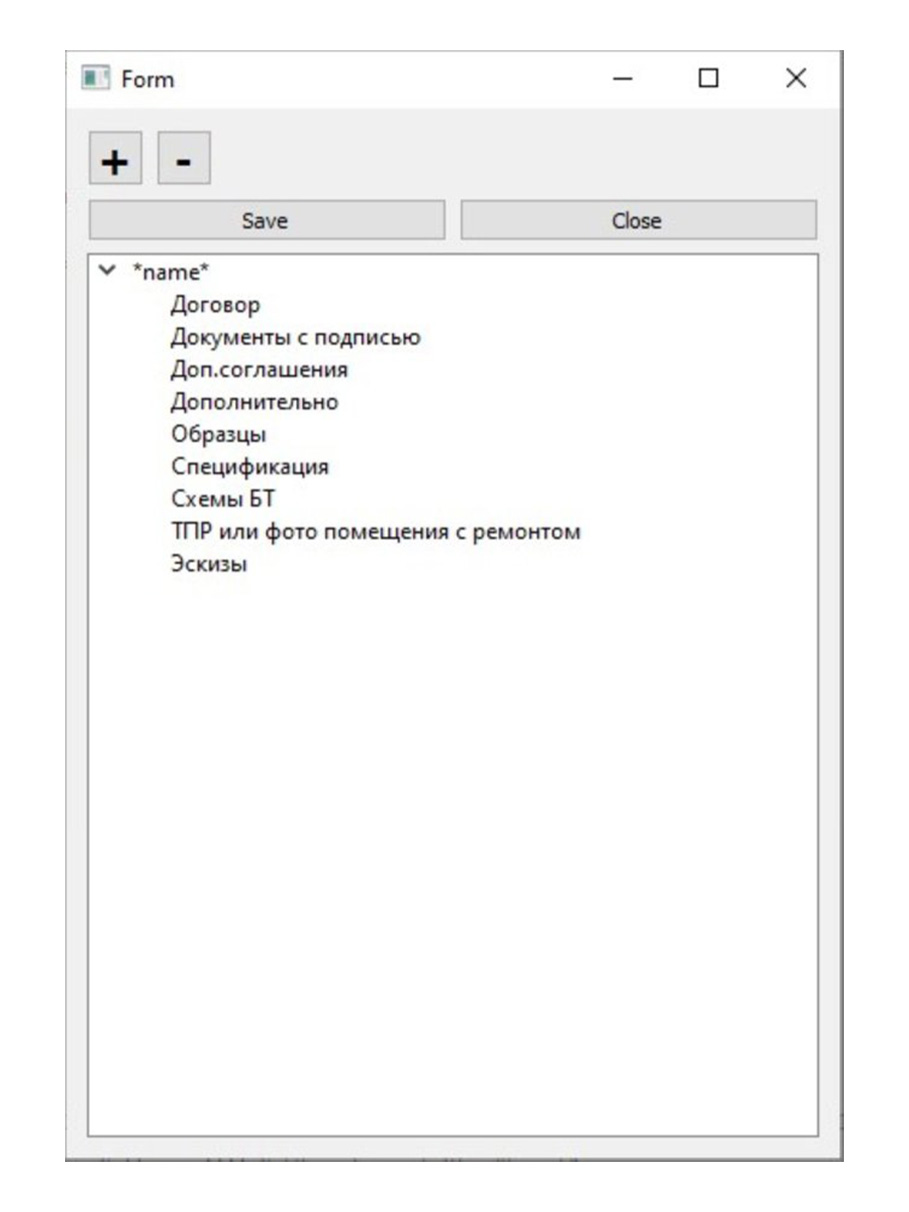 Form
+ -
Save Close
*name*
Договор
Документы с подписью
Доп.соглашения
Дополнительно
Образцы
Спецификация
Схемы БТ
ТПР или фото помещения с ремонтом
Эскизы